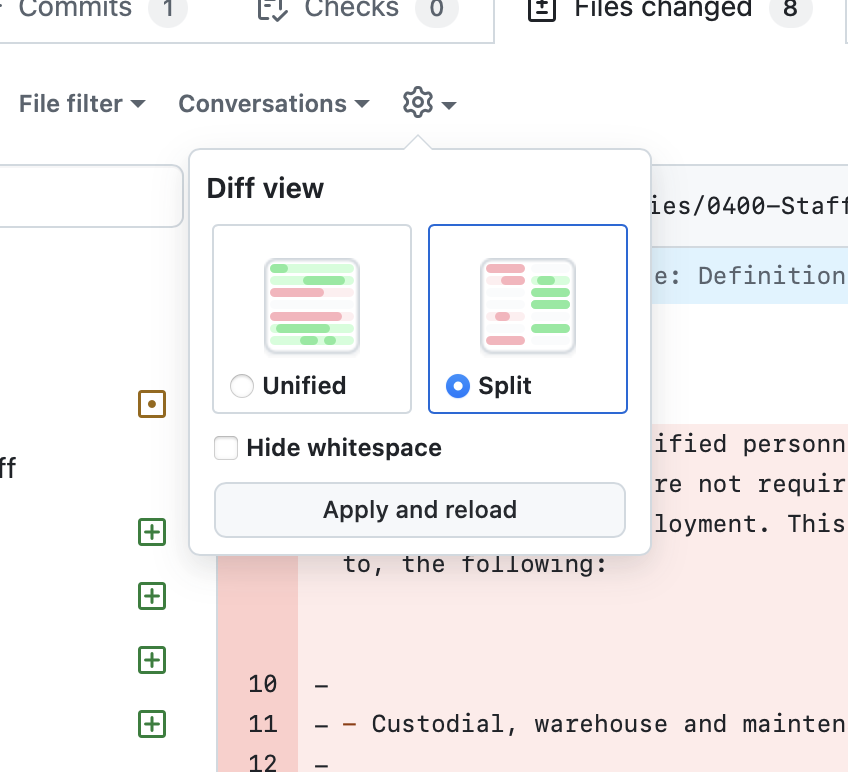 Commits 1 Checks 0 Files changed 8
File filter Conversations
Diff view
ies/0400-Staff
e: Definition
Unified Split
Hide whitespace
ified personn
ff
re not requir
Apply and reload
loyment. This
to, the following:
10 –
11 – – Custodial, warehouse and mainten
12 –